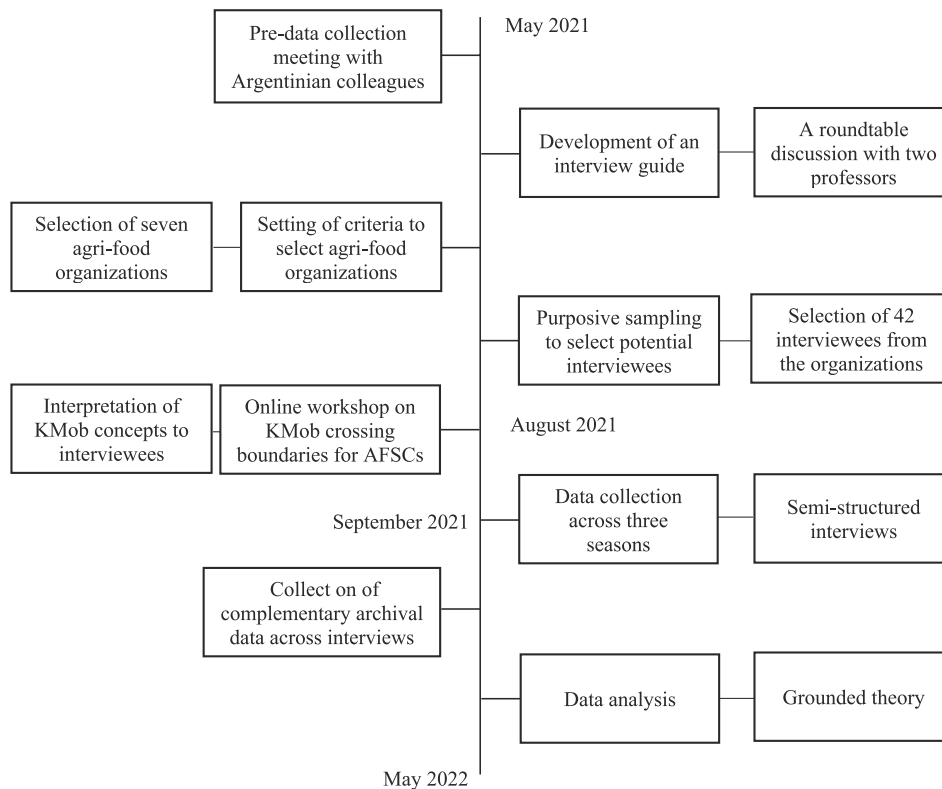 May 2021
Pre-data collection
meeting with
Argentinian colleagues
Development of an
interview guide
A roundtable
discussion with two
professors
Selection of seven
agri-food
organizations
Setting of criteria to
select agri-food
organizations
Purposive sampling
to select potential
interviewees
Selection of 42
interviewees from
the organizations
Interpretation of
KMob concepts to
interviewees
Online workshop on
KMob crossing
boundaries for AFSCs
August 2021
Data collection
across three
seasons
Semi-structured
interviews
September 2021
Collect on of
complementary archival
data across interviews
Data analysis
Grounded theory
May 2022